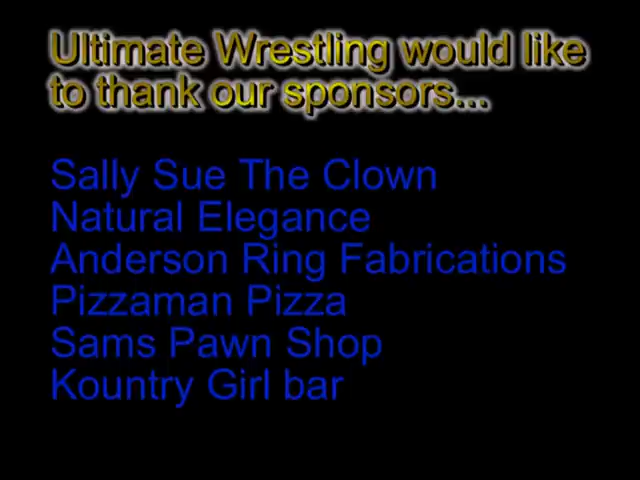 Ultimate Wrestling would like
to thank our sponsors...
Sally Sue The Clown
Natural Elegance
Anderson Ring Fabrications
Pizzaman Pizza
Sams Pawn Shop
Kountry Girl bar